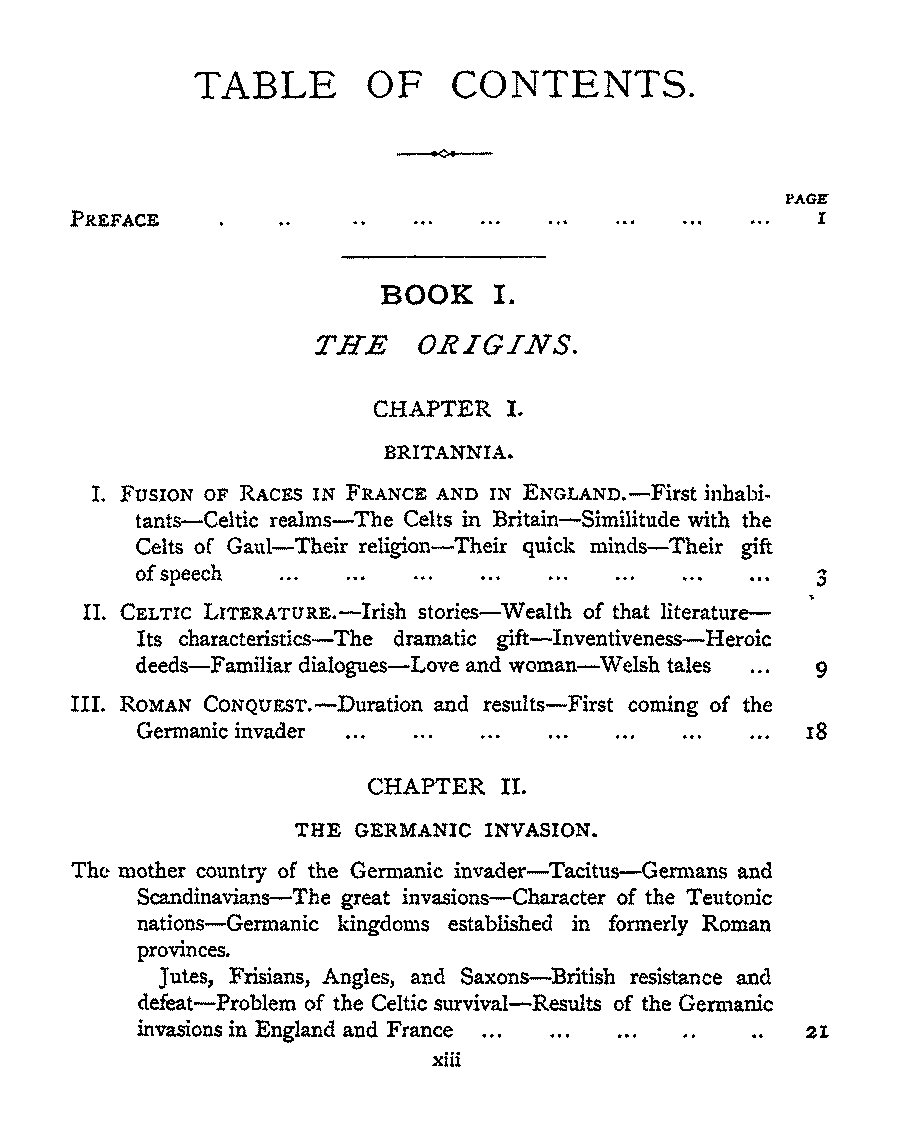 TABLE OF CONTENTS.
PAGE
PREFACE . .. .. ... ... ... ... ... ... I
BOOK I.
THE ORIGINS.
CHAPTER I.
BRITANNIA.
I. FUSION OF RACES IN FRANCE AND IN ENGLAND.—First inhabi-
tants—Celtic realms—The Celts in Britain—Similitude with the
Celts of Gaul—Their religion—Their quick minds—Their gift
of speech ... ... ... ... ... ... ... ... 3
II. CELTIC LITERATURE.—Irish stories—Wealth of that literature—
Its characteristics—The dramatic gift—Inventiveness—Heroic
deeds—Familiar dialogues—Love and woman—Welsh tales ... 9
III. ROMAN CONQUEST.—Duration and results—First coming of the
Germanic invader ... ... ... ... ... ... ... 18
CHAPTER II.
THE GERMANIC INVASION.
The mother country of the Germanic invader—Tacitus—Germans and
Scandinavians—The great invasions—Character of the Teutonic
nations—Germanic kingdoms established in formerly Roman
provinces.
Jutes, Frisians, Angles, and Saxons—British resistance and
defeat—Problem of the Celtic survival—Results of the Germanic
invasions in England and France ... ... ... .. .. 21
xiii